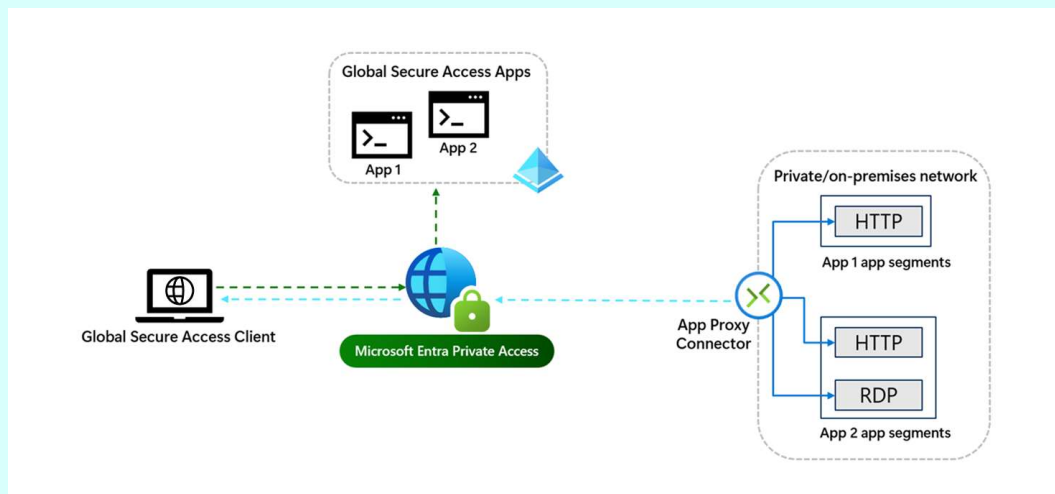 Global Secure Access Apps
App 1
App 2
Private/on-premises network
HTTP
App 1 app segments
Global Secure Access Client
Microsoft Entra Private Access
App Proxy
Connector
HTTP
RDP
App 2 app segments